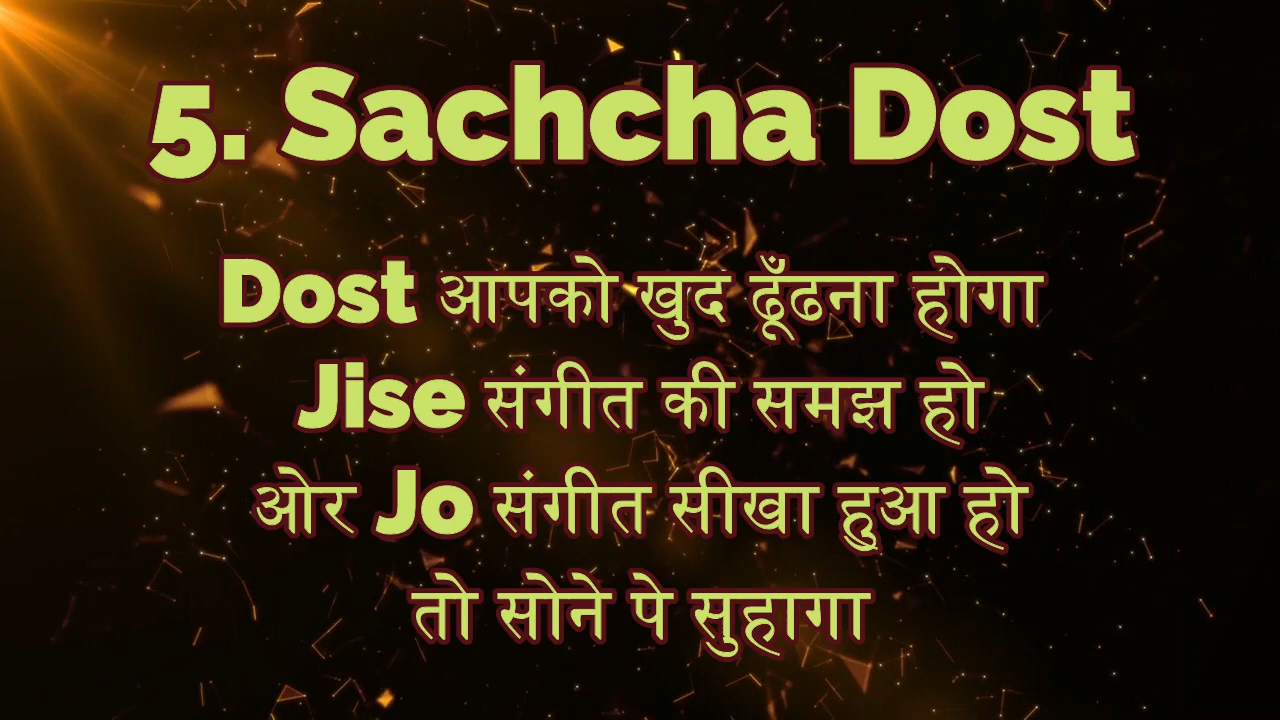 5. Sachcha Dost
Dost आपको खुद ढूँढना होगा
Jise संगीत की समझ हो
ओर Jo संगीत सीखा हुआ हो
तो सोने पे सुहागा